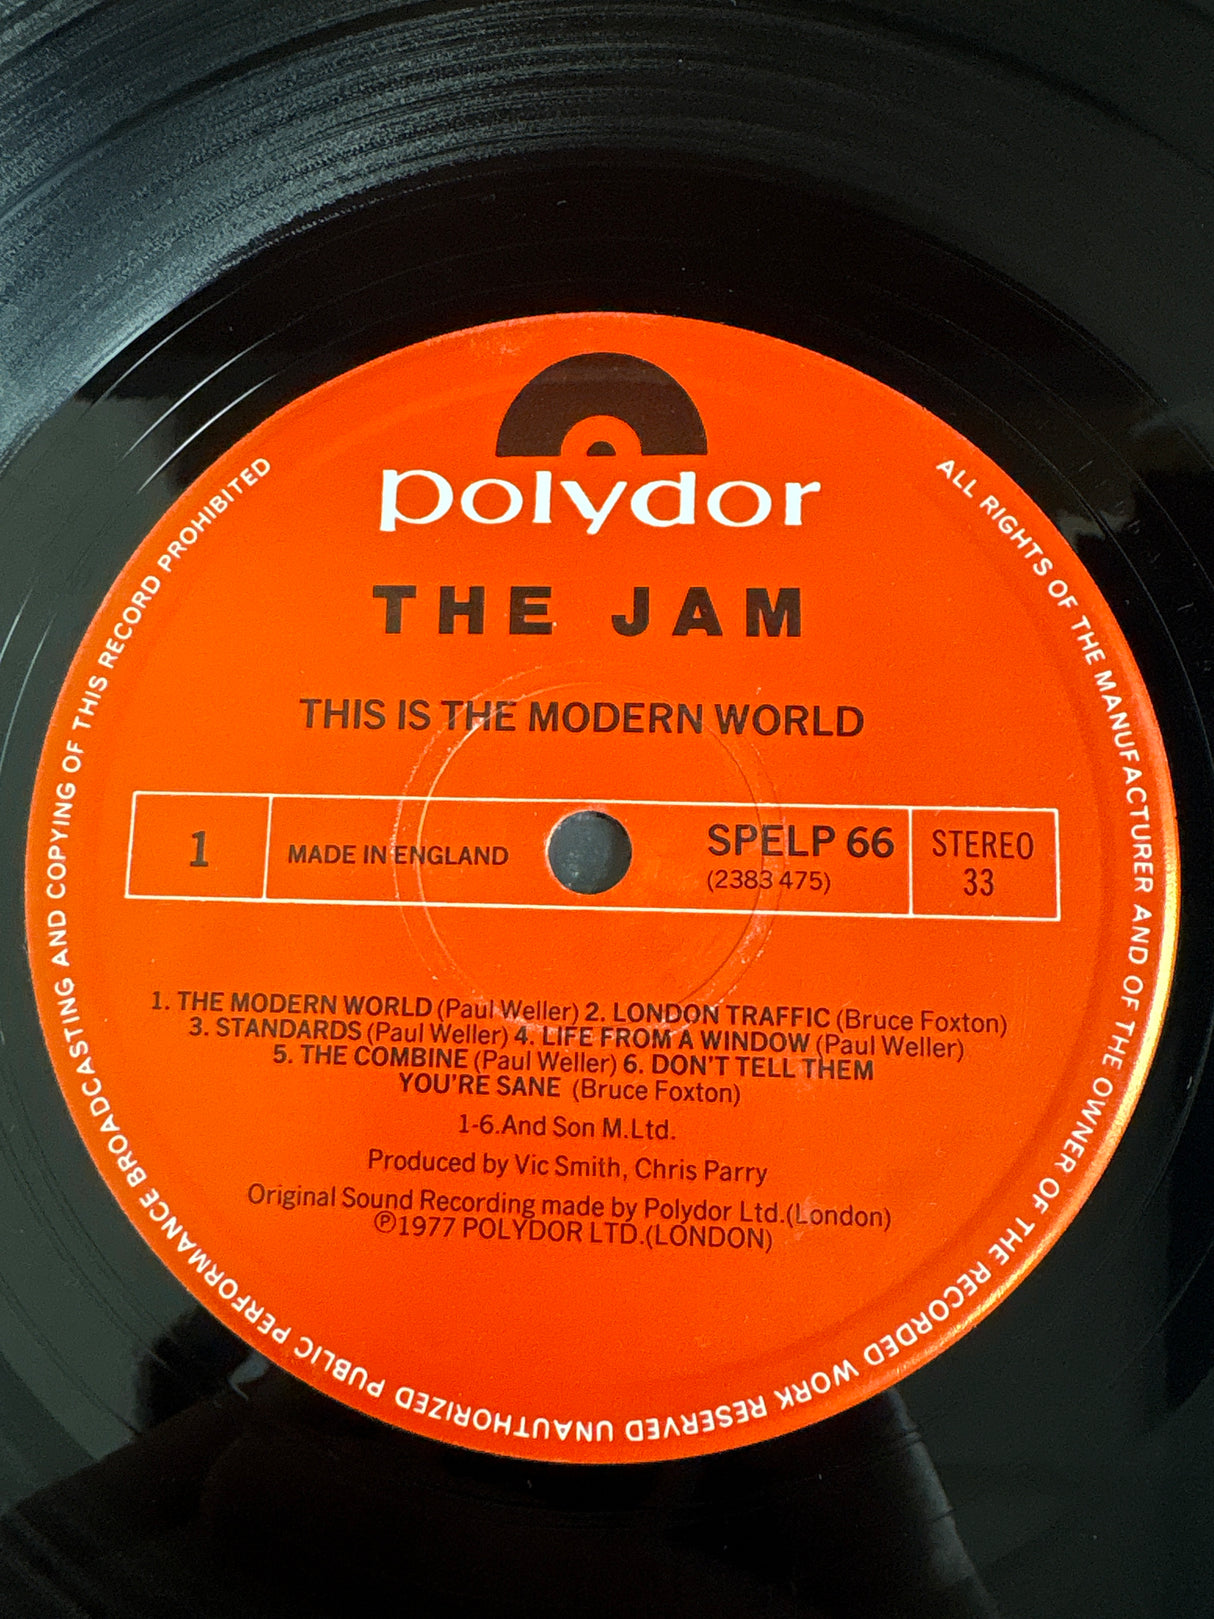 polydor
THE JAM
THIS IS THE MODERN WORLD
1
MADE IN ENGLAND
SPELP 66
(2383 475)
STEREO
33
1. THE MODERN WORLD (Paul Weller) 2. LONDON TRAFFIC (Bruce Foxton)
3. STANDARDS (Paul Weller) 4. LIFE FROM A WINDOW (Paul Weller)
5. THE COMBINE (Paul Weller) 6. DON'T TELL THEM
YOU'RE SANE (Bruce Foxton)
1-6.And Son M.Ltd.
Produced by Vic Smith, Chris Parry
Original Sound Recording made by Polydor Ltd.(London)
℗1977 POLYDOR LTD.(LONDON)
ALL RIGHTS OF THE MANUFACTURER AND OF THE OWNER OF THE RECORDED WORK RESERVED UNAUTHORIZED PUBLIC PERFORMANCE BROADCASTING AND COPYING OF THIS RECORD PROHIBITED